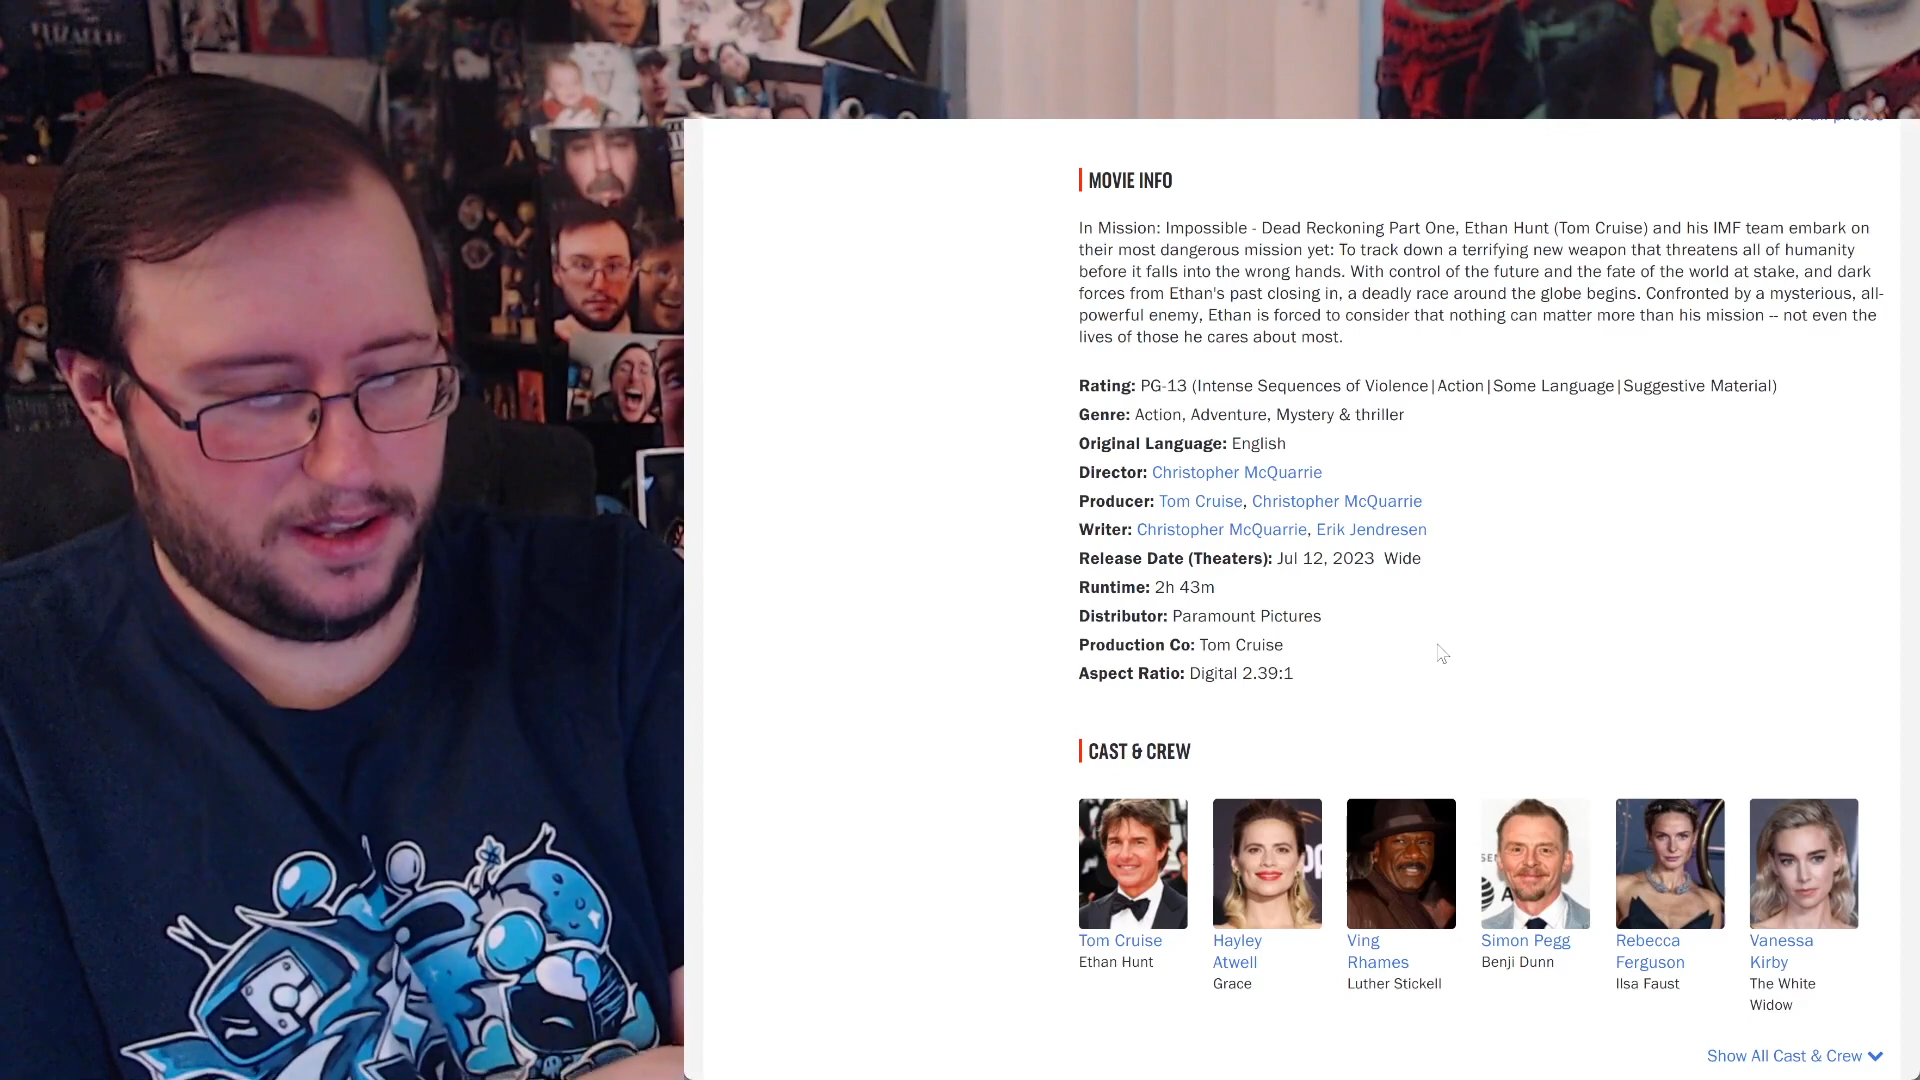 MOVIE INFO
In Mission: Impossible - Dead Reckoning Part One, Ethan Hunt (Tom Cruise) and his IMF team embark on
their most dangerous mission yet: To track down a terrifying new weapon that threatens all of humanity
before it falls into the wrong hands. With control of the future and the fate of the world at stake, and dark
forces from Ethan's past closing in, a deadly race around the globe begins. Confronted by a mysterious, all-
powerful enemy, Ethan is forced to consider that nothing can matter more than his mission -- not even the
lives of those he cares about most.
Rating: PG-13 (Intense Sequences of Violence|Action|Some Language|Suggestive Material)
Genre: Action, Adventure, Mystery & thriller
Original Language: English
Director: Christopher McQuarrie
Producer: Tom Cruise, Christopher McQuarrie
Writer: Christopher McQuarrie, Erik Jendresen
Release Date (Theaters): Jul 12, 2023 Wide
Runtime: 2h 43m
Distributor: Paramount Pictures
Production Co: Tom Cruise
Aspect Ratio: Digital 2.39:1
CAST & CREW
Tom Cruise
Ethan Hunt
Hayley
Atwell
Grace
Ving
Rhames
Luther Stickell
Simon Pegg
Benji Dunn
Rebecca
Ferguson
Ilsa Faust
Vanessa
Kirby
The White
Widow
Show All Cast & Crew